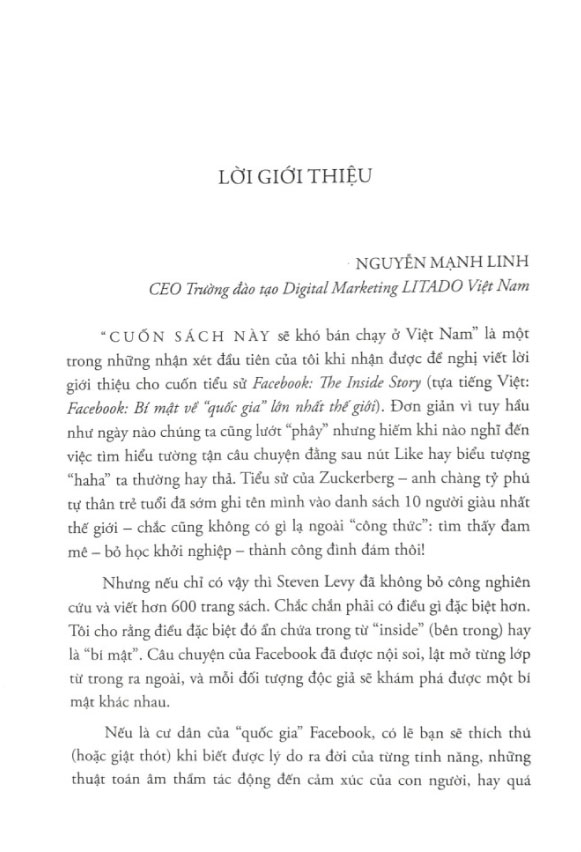 LỜI GIỚI THIỆU
NGUYỄN MẠNH LINH
CEO Trường đào tạo Digital Marketing LITADO Việt Nam
“CUỐN SÁCH NÀY sẽ khó bán chạy ở Việt Nam” là một
trong những nhận xét đầu tiên của tôi khi nhận được đề nghị viết lời
giới thiệu cho cuốn tiểu sử Facebook: The Inside Story (tựa tiếng Việt:
Facebook: Bí mật về “quốc gia” lớn nhất thế giới). Đơn giản vì tuy hầu
như ngày nào chúng ta cũng lướt “phây” nhưng hiếm khi nào nghĩ đến
việc tìm hiểu tường tận câu chuyện đằng sau nút Like hay biểu tượng
“haha” ta thường hay thả. Tiểu sử của Zuckerberg – anh chàng tỷ phú
tự thân trẻ tuổi đã sớm ghi tên mình vào danh sách 10 người giàu nhất
thế giới – chắc cũng không có gì lạ ngoài “công thức”: tìm thấy đam
mê – bỏ học khởi nghiệp – thành công đình đám thôi!
Nhưng nếu chỉ có vậy thì Steven Levy đã không bỏ công nghiên
cứu và viết hơn 600 trang sách. Chắc chắn phải có điều gì đặc biệt hơn.
Tôi cho rằng điều đặc biệt đó ẩn chứa trong từ “inside” (bên trong) hay
là “bí mật”. Câu chuyện của Facebook đã được nội soi, lật mở từng lớp
từ trong ra ngoài, và mỗi đối tượng độc giả sẽ khám phá được một bí
mật khác nhau.
Nếu là cư dân của “quốc gia” Facebook, có lẽ bạn sẽ thích thú
(hoặc giật thót) khi biết được lý do ra đời của từng tính năng, những
thuật toán âm thầm tác động đến cảm xúc của con người, hay quá